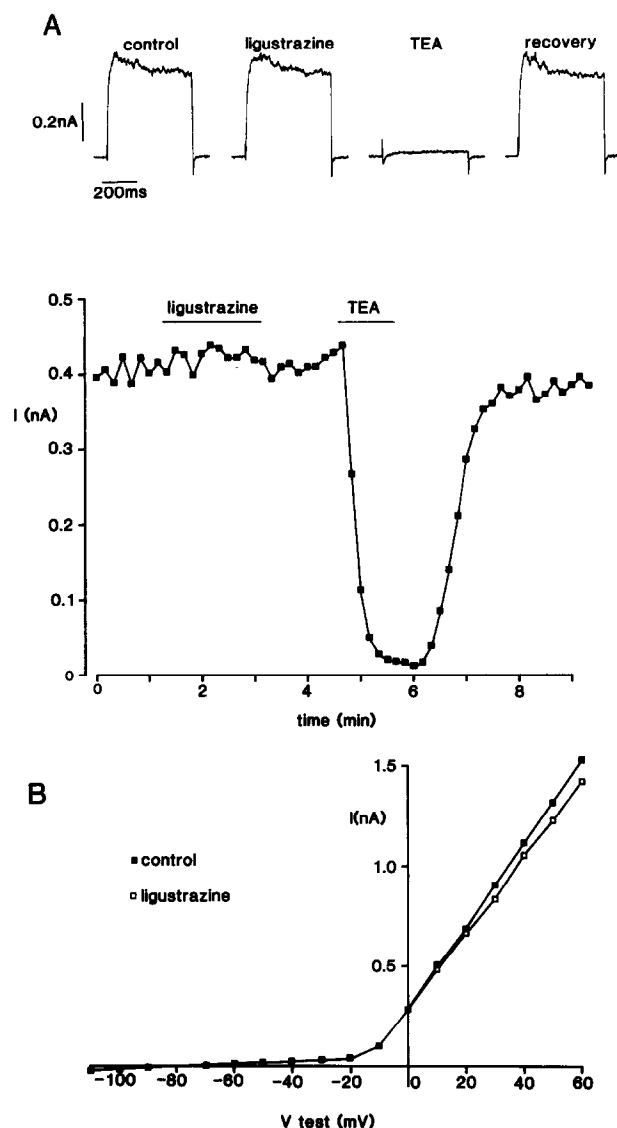 A
control ligustrazine TEA recovery
0.2nA
200ms
0.5
ligustrazine TEA
0.4
I (nA)
0.3
0.2
0.1
0
0 2 4 6 8
time (min)
B
1.5
I(nA)
control
1.0
ligustrazine
0.5
-100 -80 -60 -40 -20 0 20 40 60
V test (mV)